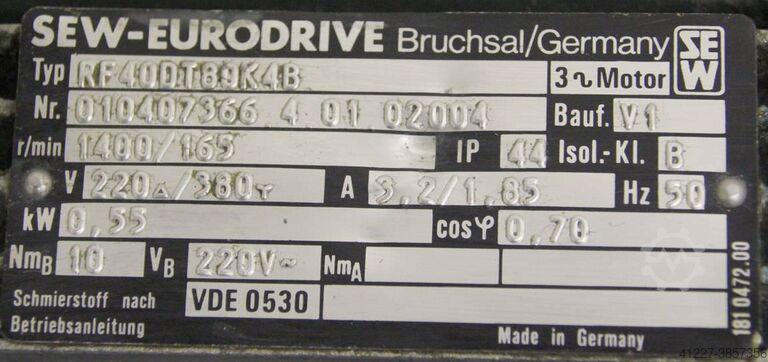 SEW-EURODRIVE Bruchsal/Germany SEW
Typ RF40DT80K4B 3~Motor
Nr. 010407366 4 01 02004 Bauf. V1
r/min 1400/165 IP 44 Isol.-Kl. B
V 220△/380Y A 3,2/1,85 Hz 50
kW 0,55 cosφ 0,70
NmB 10 VB 220V~ NmA
Schmierstoff nach VDE 0530
Betriebsanleitung
Made in Germany
181 0472.00
41227-3857356